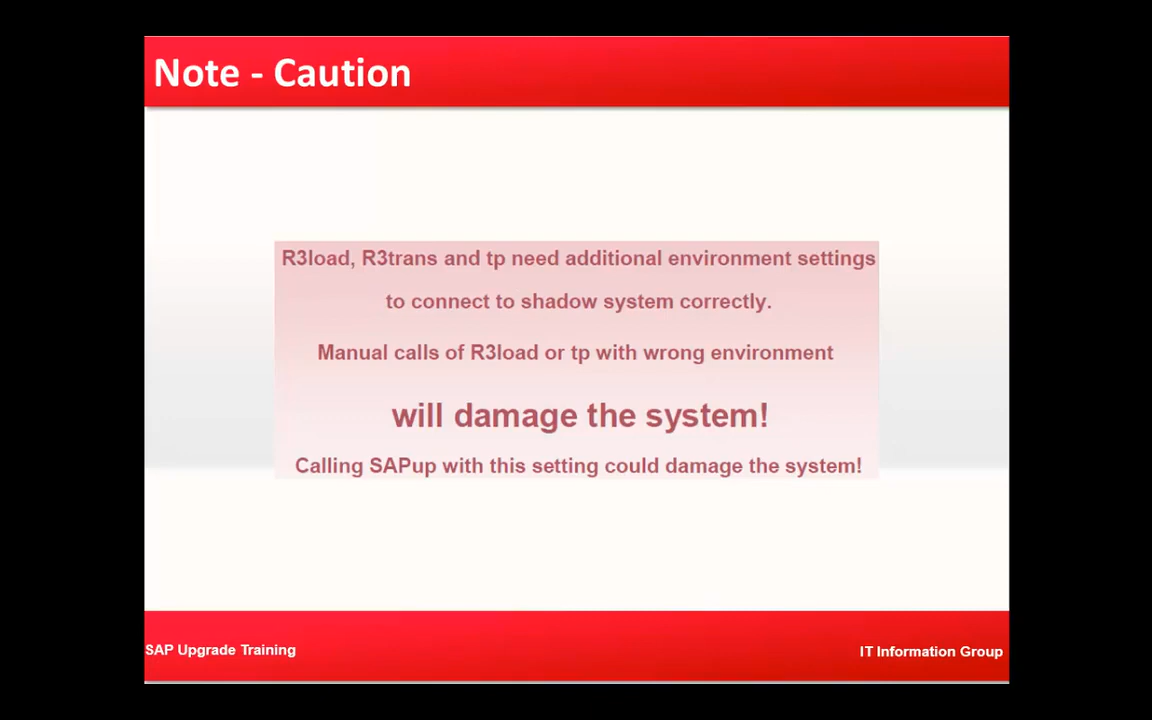 Note - Caution
R3load, R3trans and tp need additional environment settings
to connect to shadow system correctly.
Manual calls of R3load or tp with wrong environment
will damage the system!
Calling SAPup with this setting could damage the system!
SAP Upgrade Training
IT Information Group